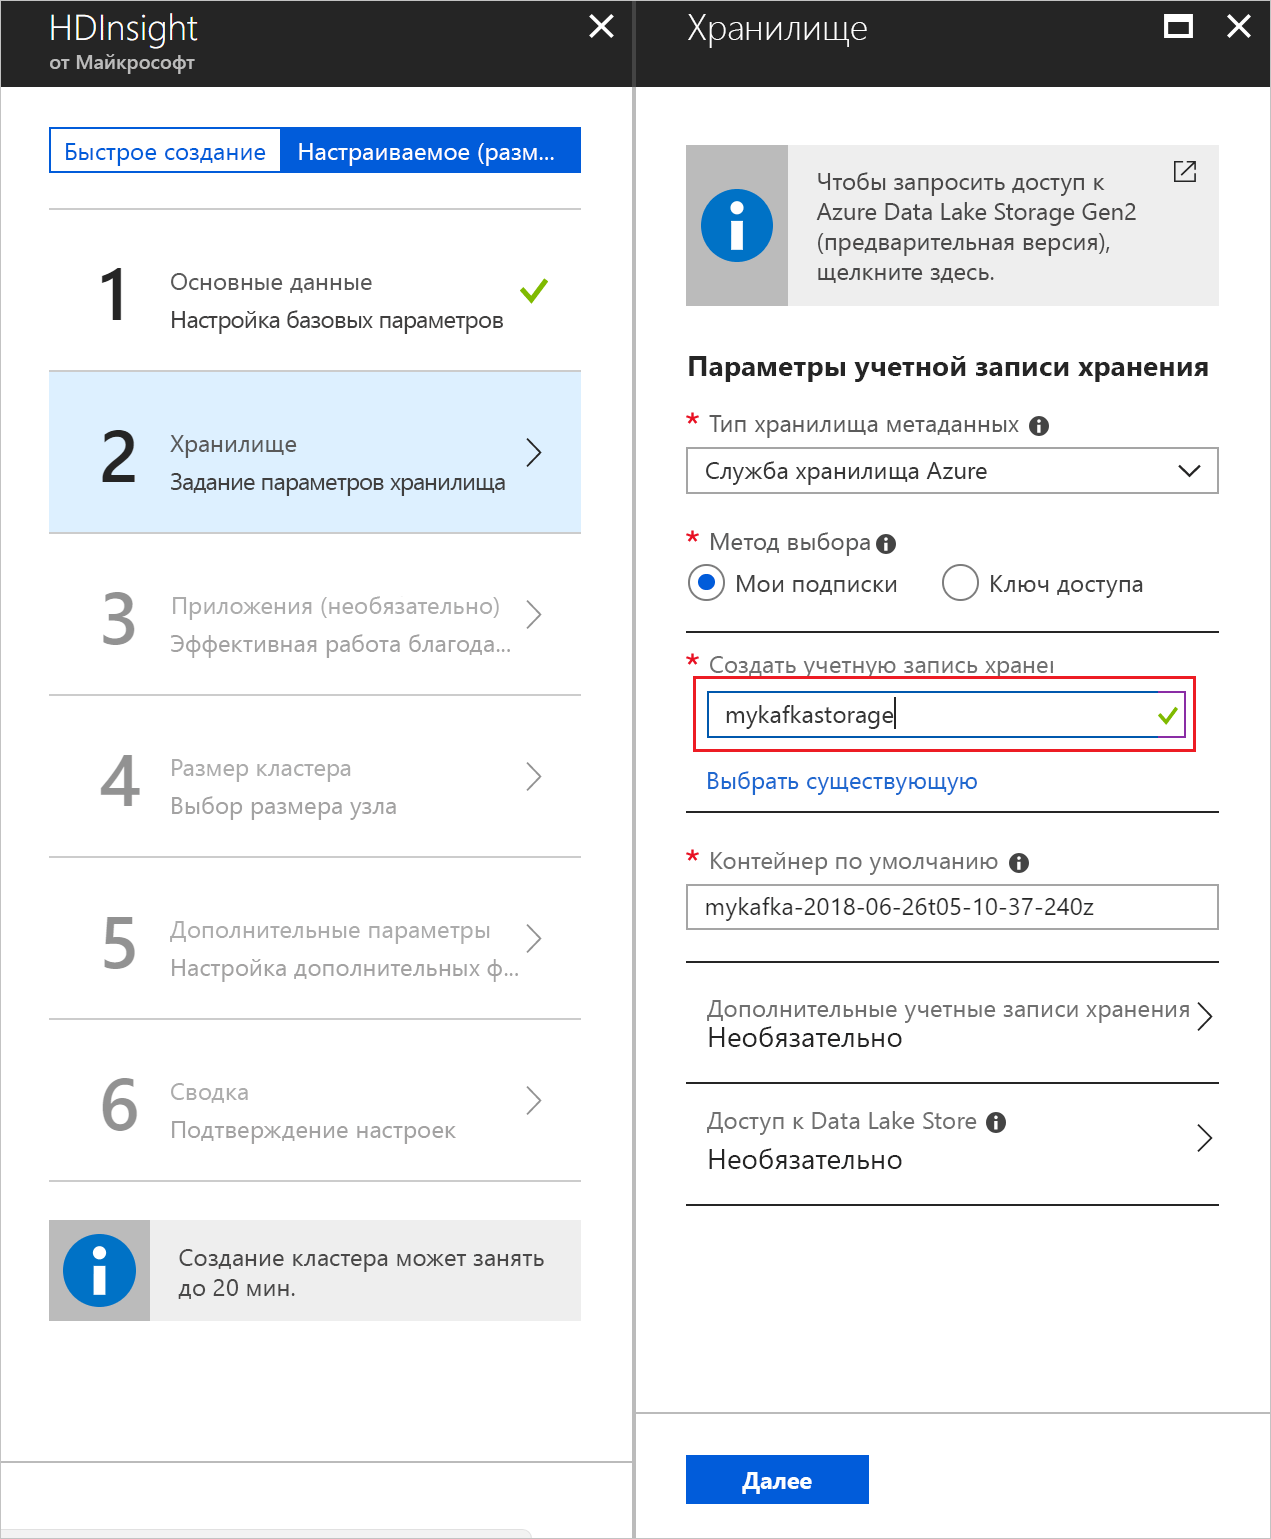 HDInsight
от Майкрософт
Быстрое создание
Настраиваемое (разм...
1
Основные данные
Настройка базовых параметров
2
Хранилище
Задание параметров хранилища
3
Приложения (необязательно)
Эффективная работа благода...
4
Размер кластера
Выбор размера узла
5
Дополнительные параметры
Настройка дополнительных ф...
6
Сводка
Подтверждение настроек
Создание кластера может занять
до 20 мин.
Хранилище
Чтобы запросить доступ к
Azure Data Lake Storage Gen2
(предварительная версия),
щелкните здесь.
Параметры учетной записи хранения
* Тип хранилища метаданных
Служба хранилища Azure
* Метод выбора
Мои подписки
Ключ доступа
* Создать учетную запись хране
mykafkastorage
Выбрать существующую
* Контейнер по умолчанию
mykafka-2018-06-26t05-10-37-240z
Дополнительные учетные записи хранения
Необязательно
Доступ к Data Lake Store
Необязательно
Далее